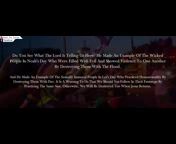 Do You See What The Lord Is Telling Us Here? He Made An Example Of The Wicked
People In Noah's Day Who Were Filled With Evil And Showed Violence To One Another
By Destroying Them With The Flood.
And He Made An Example Of The Sexually Immoral People In Lot's Day Who Practiced Homosexuality By
Destroying Them With Fire. It Is A Warning To Us That We Should Not Follow In Their Footsteps By
Practicing The Same Sins. Otherwise, We Will Be Destroyed Too When Jesus Returns.